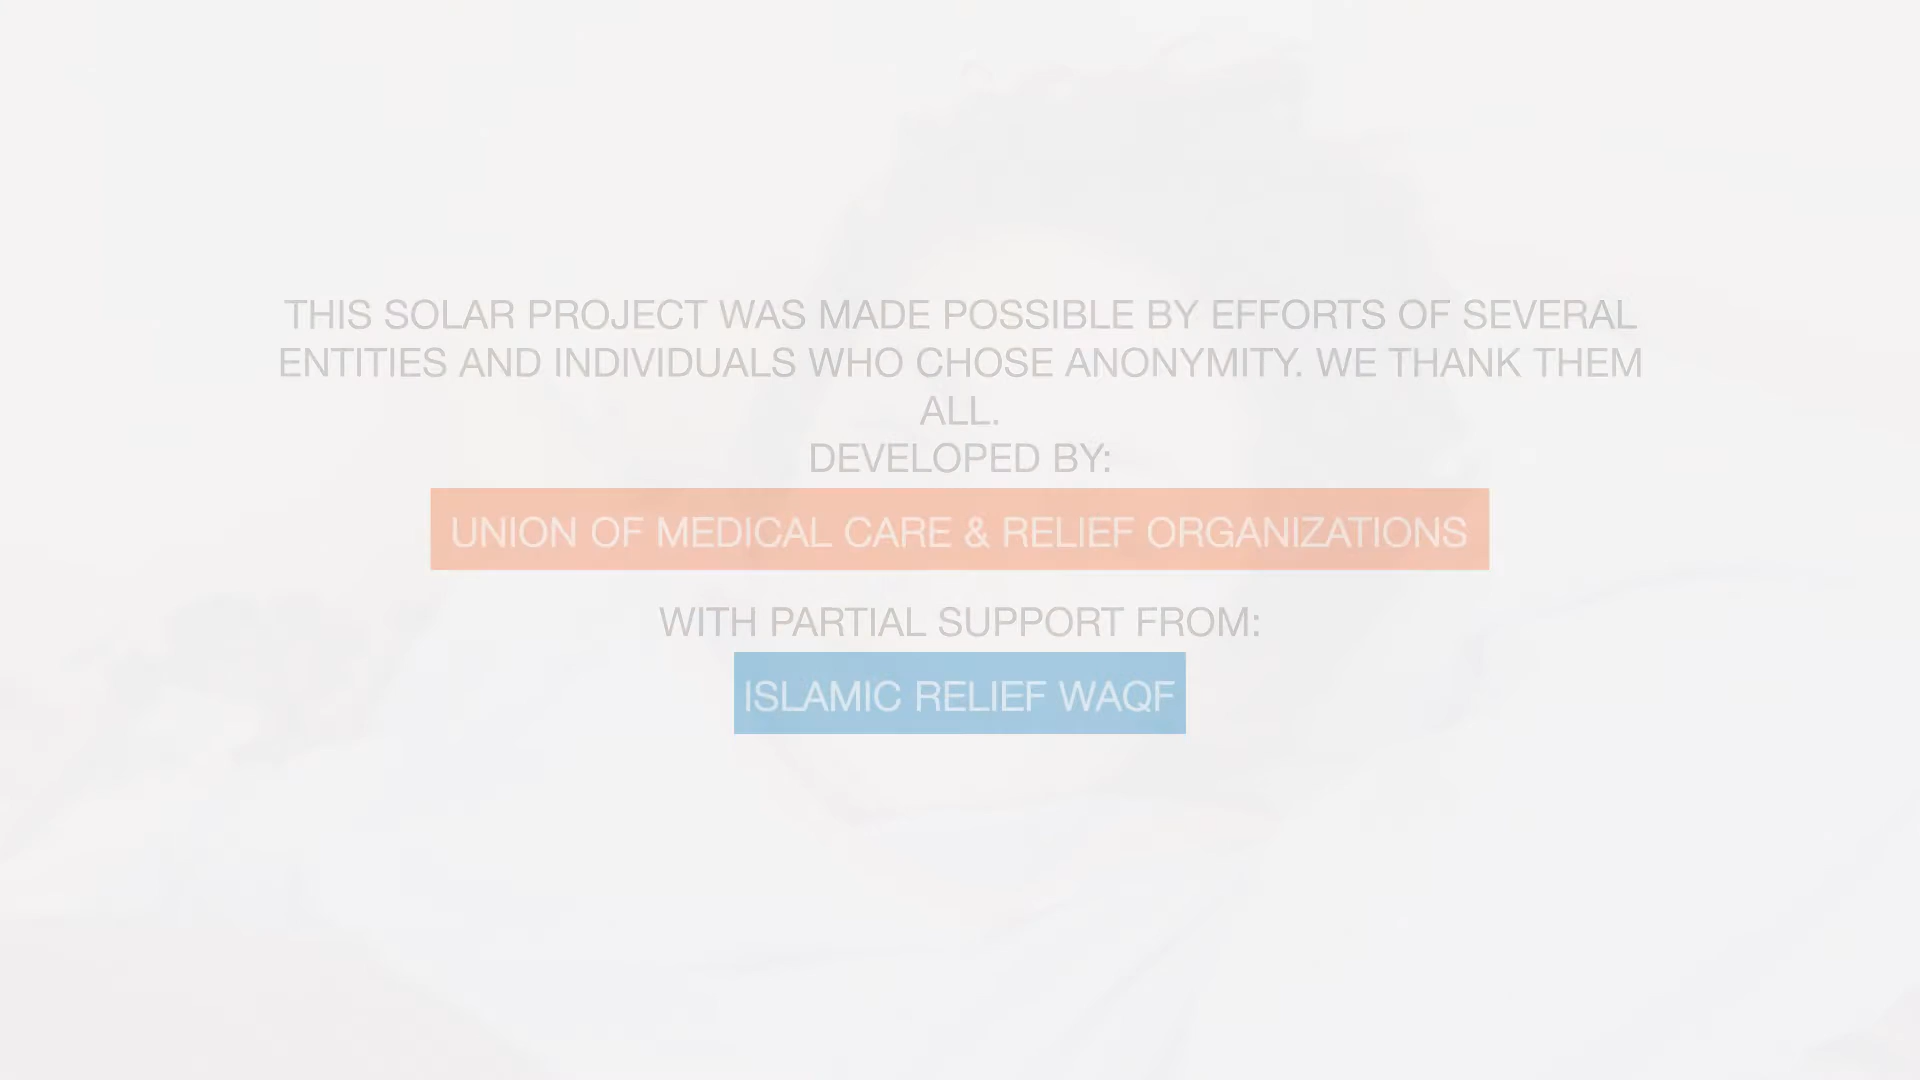 THIS SOLAR PROJECT WAS MADE POSSIBLE BY EFFORTS OF SEVERAL
ENTITIES AND INDIVIDUALS WHO CHOSE ANONYMITY. WE THANK THEM
ALL.
DEVELOPED BY:
UNION OF MEDICAL CARE & RELIEF ORGANIZATIONS
WITH PARTIAL SUPPORT FROM:
ISLAMIC RELIEF WAQF